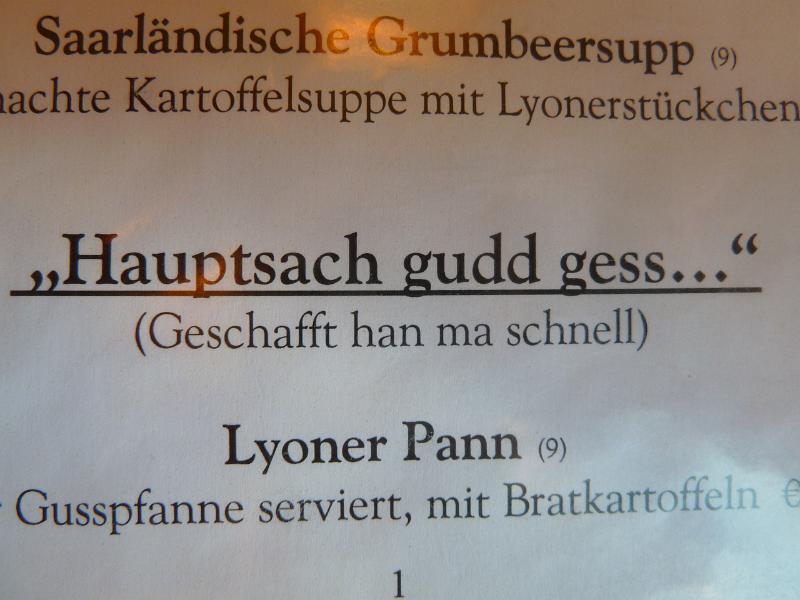 Saarländische Grumbeersupp (9)
Kartoffelsuppe mit Lyonerstückchen
„Hauptsach gudd gess...“
(Geschafft han ma schnell)
Lyoner Pann (9)
Gusspfanne serviert, mit Bratkartoffeln €
1